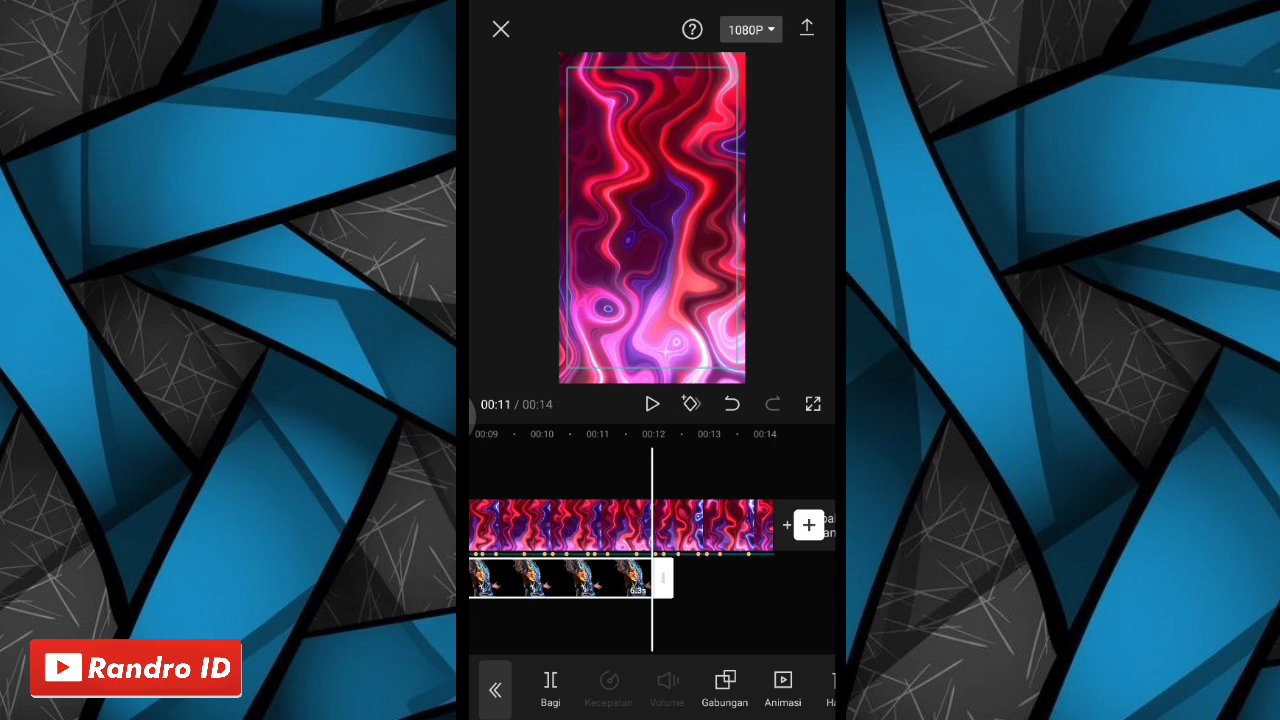 1080P
00:11 / 00:14
00:09 00:10 00:11 00:12 00:13 00:14
6.3s
Bagi Kecepatan Volume Gabungan Animasi
Randro ID